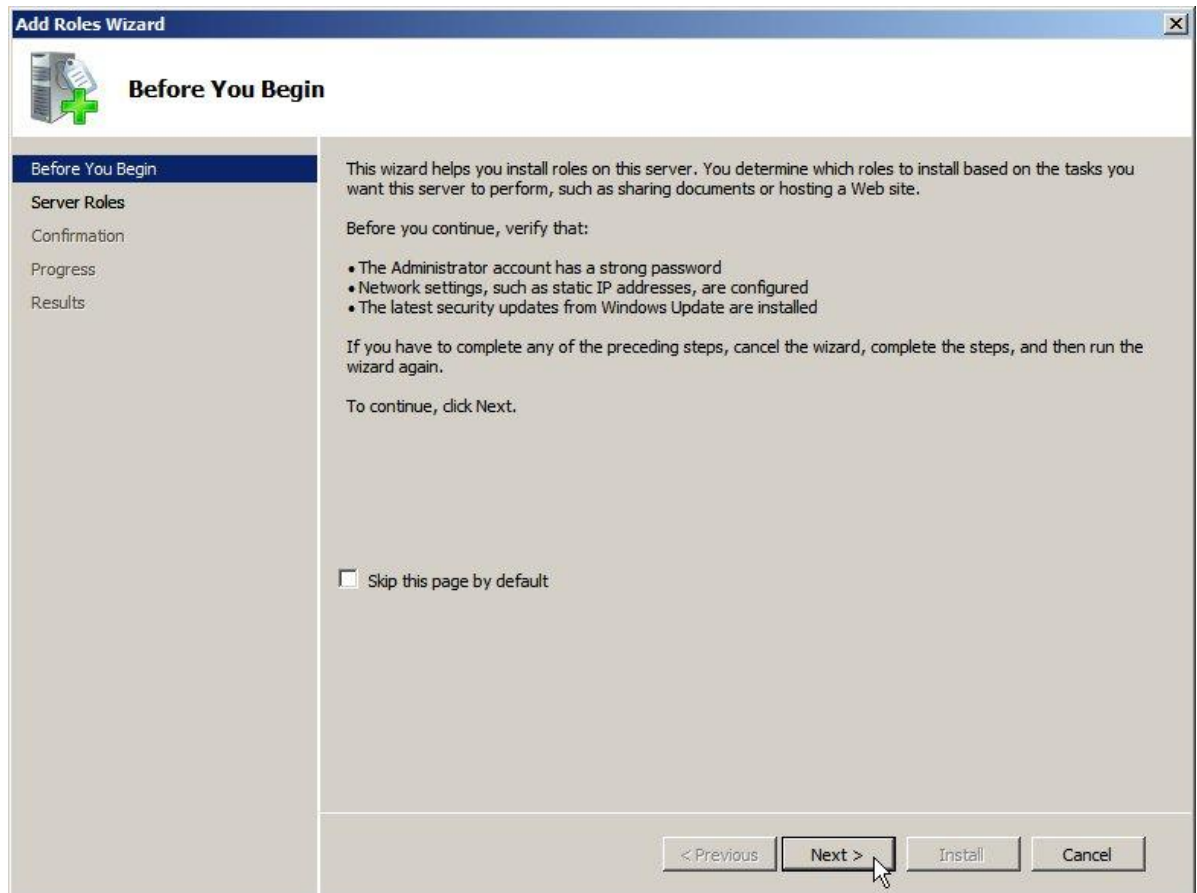 Add Roles Wizard
Before You Begin
Before You Begin
Server Roles
Confirmation
Progress
Results
This wizard helps you install roles on this server. You determine which roles to install based on the tasks you
want this server to perform, such as sharing documents or hosting a Web site.
Before you continue, verify that:
• The Administrator account has a strong password
• Network settings, such as static IP addresses, are configured
• The latest security updates from Windows Update are installed
If you have to complete any of the preceding steps, cancel the wizard, complete the steps, and then run the
wizard again.
To continue, click Next.
Skip this page by default
< Previous
Next >
Install
Cancel